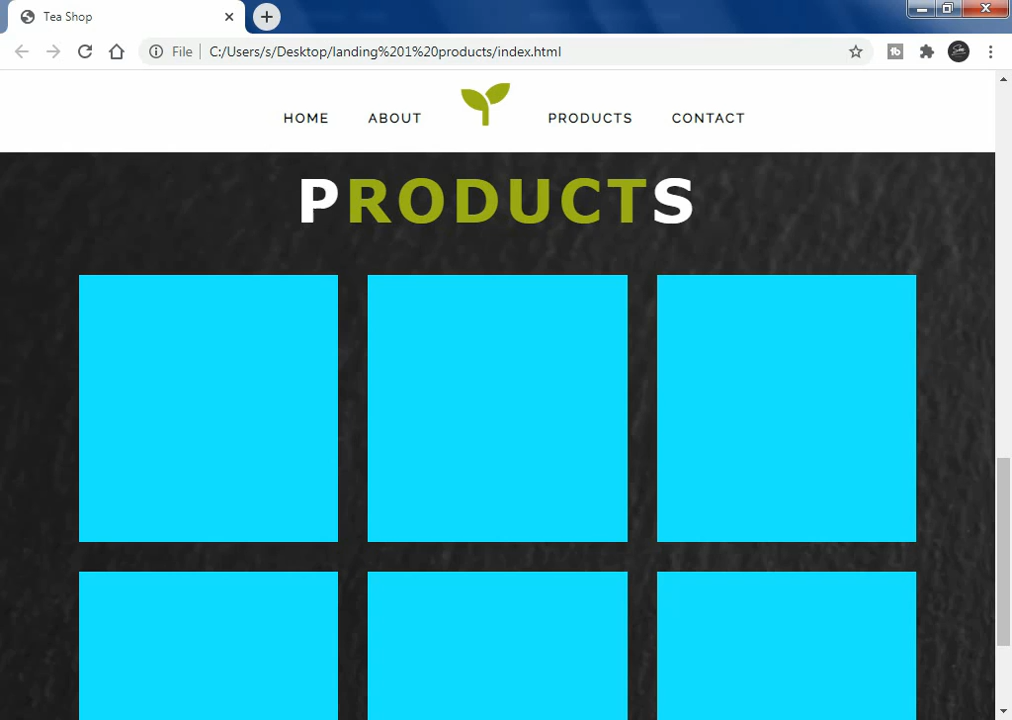 Tea Shop
File C:/Users/s/Desktop/landing%201%20products/index.html
HOME ABOUT PRODUCTS CONTACT
PRODUCTS